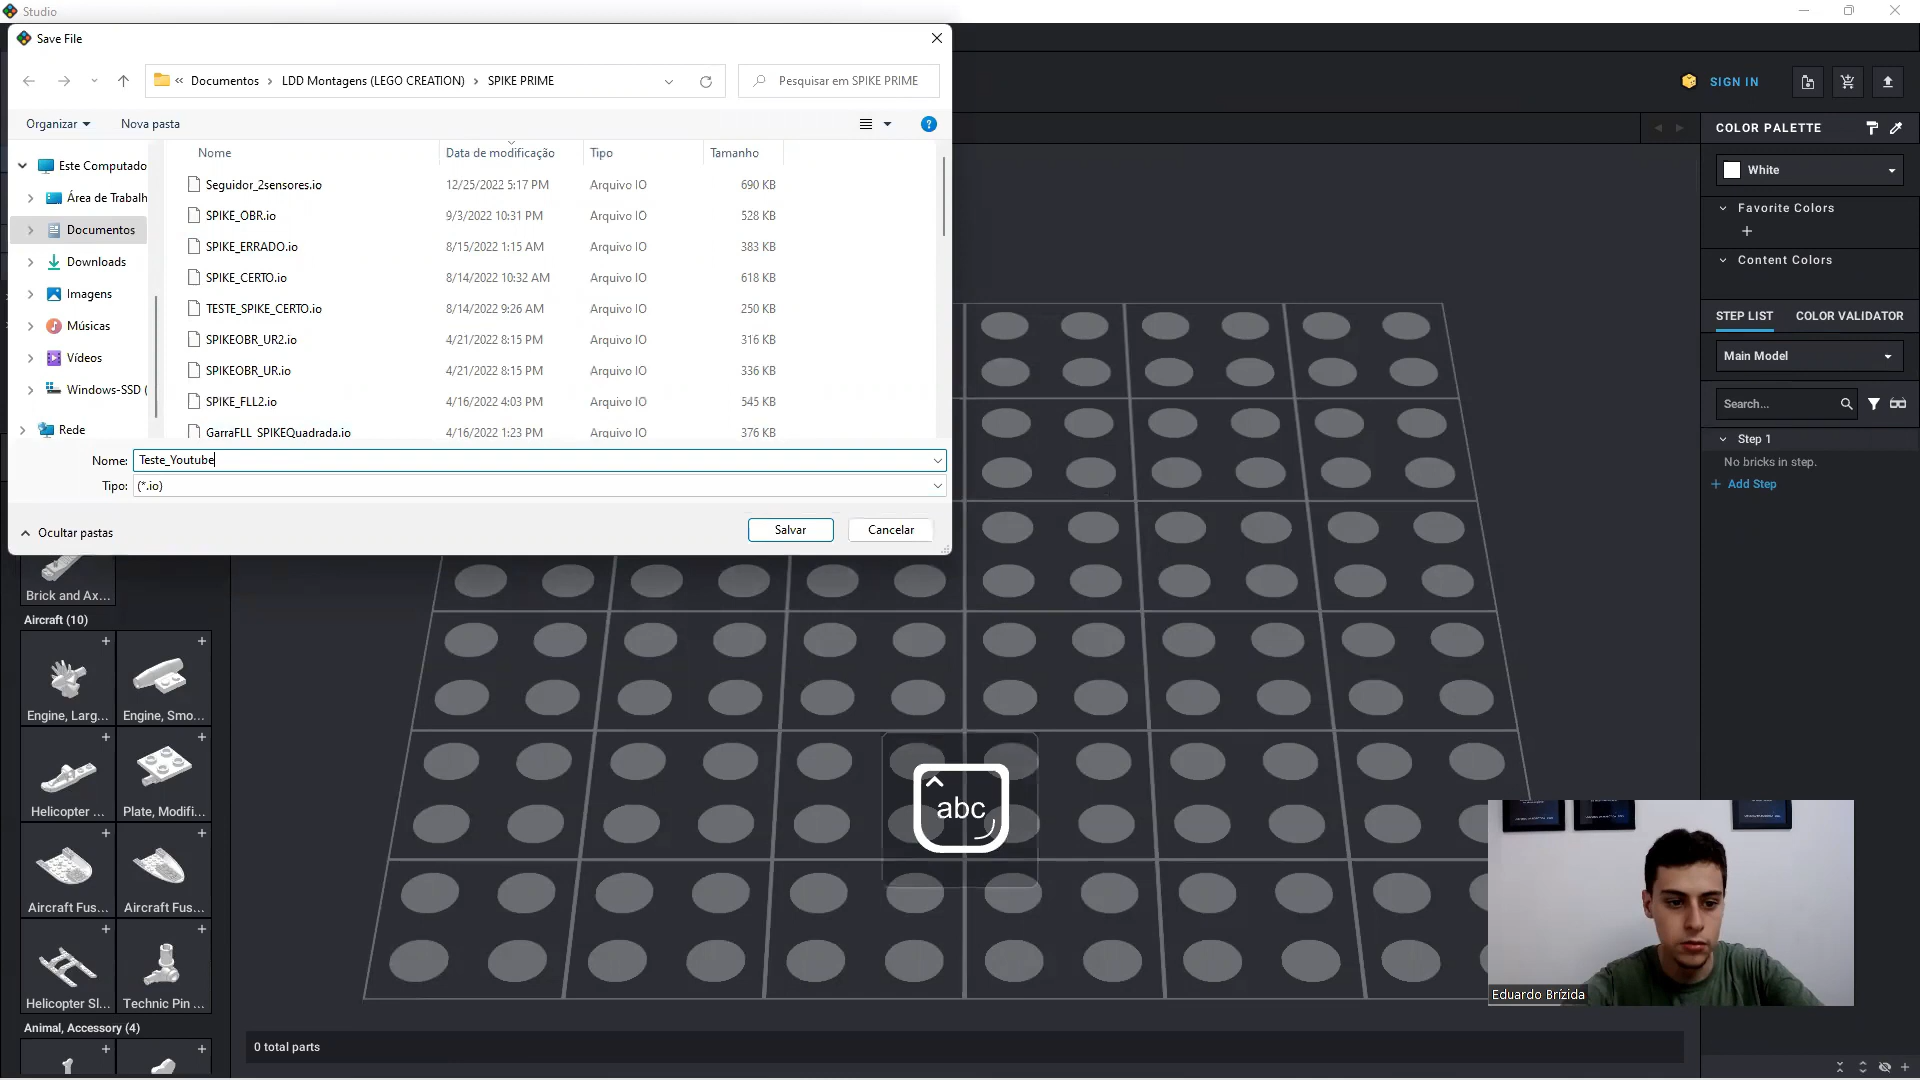 Studio
Save File
« Documentos › LDD Montagens (LEGO CREATION) › SPIKE PRIME
Pesquisar em SPIKE PRIME
Organizar
Nova pasta
?
Nome
Data de modificação
Tipo
Tamanho
Este Computado
Área de Trabalh
Documentos
Downloads
Imagens
Músicas
Vídeos
Windows-SSD (
Rede
Seguidor_2sensores.io 12/25/2022 5:17 PM Arquivo IO 690 KB
SPIKE_OBR.io 9/3/2022 10:31 PM Arquivo IO 528 KB
SPIKE_ERRADO.io 8/15/2022 1:15 AM Arquivo IO 383 KB
SPIKE_CERTO.io 8/14/2022 10:32 AM Arquivo IO 618 KB
TESTE_SPIKE_CERTO.io 8/14/2022 9:26 AM Arquivo IO 250 KB
SPIKEOBR_UR2.io 4/21/2022 8:15 PM Arquivo IO 316 KB
SPIKEOBR_UR.io 4/21/2022 8:15 PM Arquivo IO 336 KB
SPIKE_FLL2.io 4/16/2022 4:03 PM Arquivo IO 545 KB
GarraFLL_SPIKEQuadrada.io 4/16/2022 1:23 PM Arquivo IO 376 KB
Nome: Teste_Youtube
Tipo: (*.io)
Ocultar pastas
Salvar
Cancelar
SIGN IN
COLOR PALETTE
White
Favorite Colors
+
Content Colors
STEP LIST
COLOR VALIDATOR
Main Model
Search...
Step 1
No bricks in step.
+ Add Step
Brick and Ax...
Aircraft (10)
Engine, Larg...
Engine, Smo...
Helicopter ...
Plate, Modifi...
Aircraft Fus...
Aircraft Fus...
Helicopter Sl...
Technic Pin ...
Animal, Accessory (4)
abc
Eduardo Brízida
0 total parts